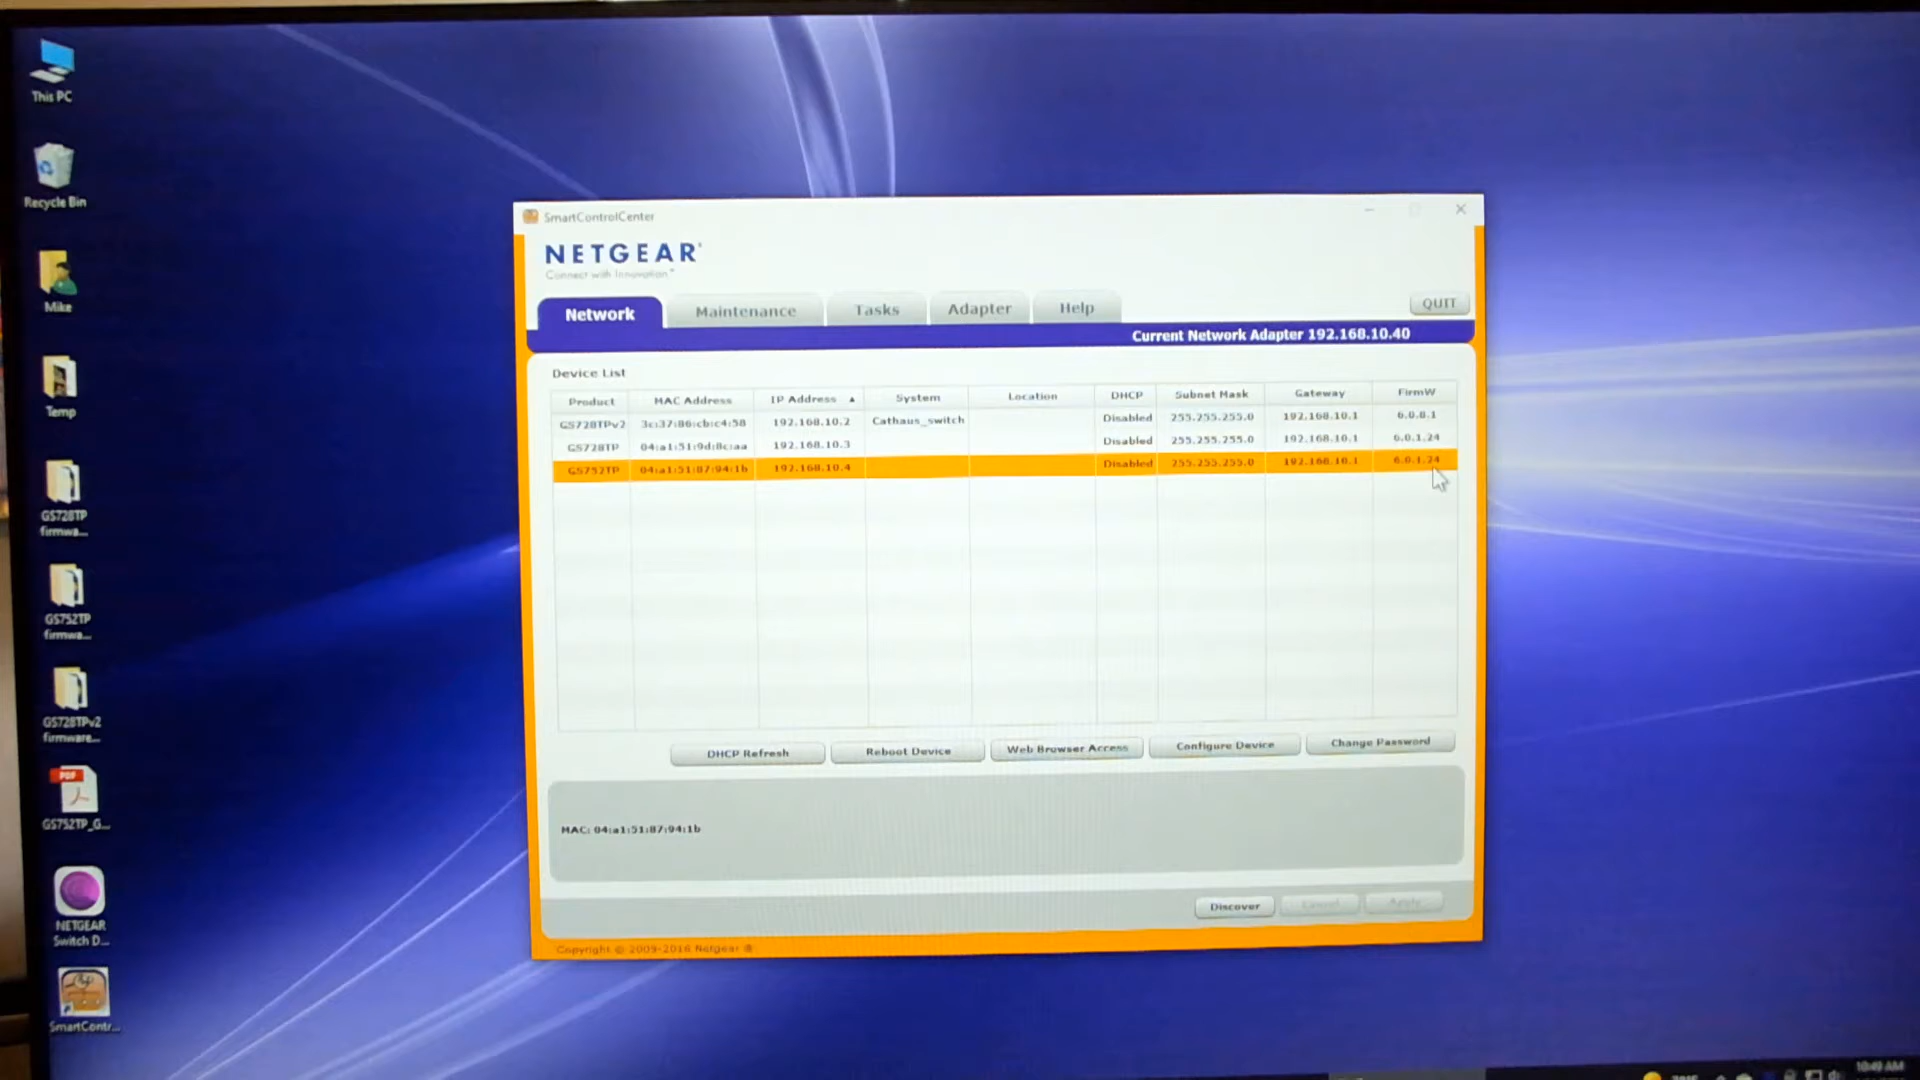 This PC
Recycle Bin
Mike
Temp
GS728TP
firmwa...
GS752TP
firmwa...
GS728TPv2
firmware...
PDF
GS752TP_G...
NETGEAR
Switch D...
SmartContr...
SmartControlCenter
NETGEAR
Connect with Innovation™
Network Maintenance Tasks Adapter Help QUIT
Current Network Adapter 192.168.10.40
Device List
Product MAC Address IP Address System Location DHCP Subnet Mask Gateway FirmW
GS728TPv2 3c:37:86:cb:c4:58 192.168.10.2 Cathaus_switch Disabled 255.255.255.0 192.168.10.1 6.0.8.1
GS728TP 04:a1:51:9d:8c:aa 192.168.10.3 Disabled 255.255.255.0 192.168.10.1 6.0.1.24
GS752TP 04:a1:51:87:94:1b 192.168.10.4 Disabled 255.255.255.0 192.168.10.1 6.0.1.24
DHCP Refresh Reboot Device Web Browser Access Configure Device Change Password
MAC: 04:a1:51:87:94:1b
Discover Cancel Apply
Copyright © 2009-2016 Netgear ®
10:49 AM